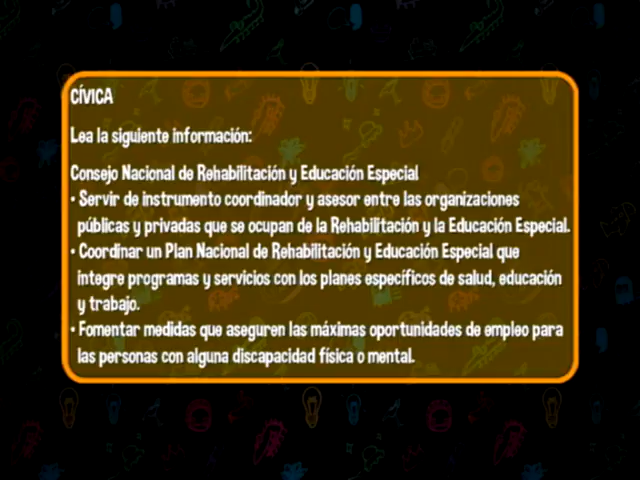 CÍVICA
Lea la siguiente información:
Consejo Nacional de Rehabilitación y Educación Especial
• Servir de instrumento coordinador y asesor entre las organizaciones
públicas y privadas que se ocupan de la Rehabilitación y la Educación Especial.
• Coordinar un Plan Nacional de Rehabilitación y Educación Especial que
integre programas y servicios con los planes específicos de salud, educación
y trabajo.
• Fomentar medidas que aseguren las máximas oportunidades de empleo para
las personas con alguna discapacidad física o mental.